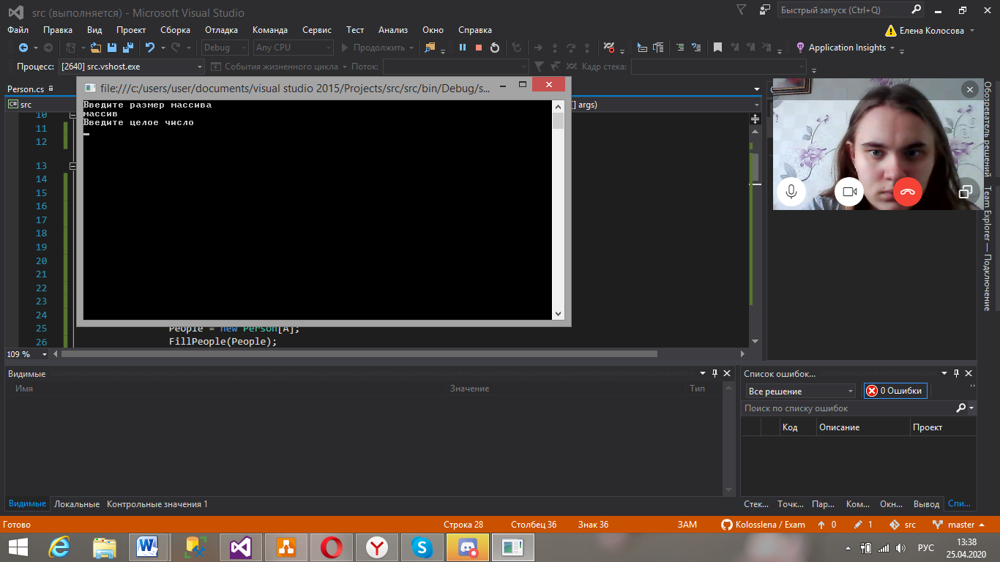 src (выполняется) - Microsoft Visual Studio
Быстрый запуск (Ctrl+Q)
Файл Правка Вид Проект Сборка Отладка Команда Сервис Тест Анализ Окно Справка
Елена Колосова
Debug Any CPU Продолжить Application Insights
Процесс: [2640] src.vshost.exe События жизненного цикла Поток: Кадр стека:
Person.cs
file:///c:/users/user/documents/visual studio 2015/Projects/src/src/bin/Debug/s...
C# src
] args)
Введите размер массива
массив
Введите целое число
10
11
12
13
14
15
16
17
18
19
20
21
22
23
24
25 People = new Person[A];
26 FillPeople(People);
109 %
Обозреватель решений
Team Explorer — Подключение
Видимые
Имя Значение Тип
Видимые Локальные Контрольные значения 1
Список ошибок...
Все решение 0 Ошибки
Поиск по списку ошибок
Код Описание Проект
Стек... Точк... Пар... Ком... Окн... Вывод Спи...
Готово Строка 28 Столбец 36 Знак 36 ЗАМ Kolosslena / Exam 0 1 src master
РУС
13:38
25.04.2020